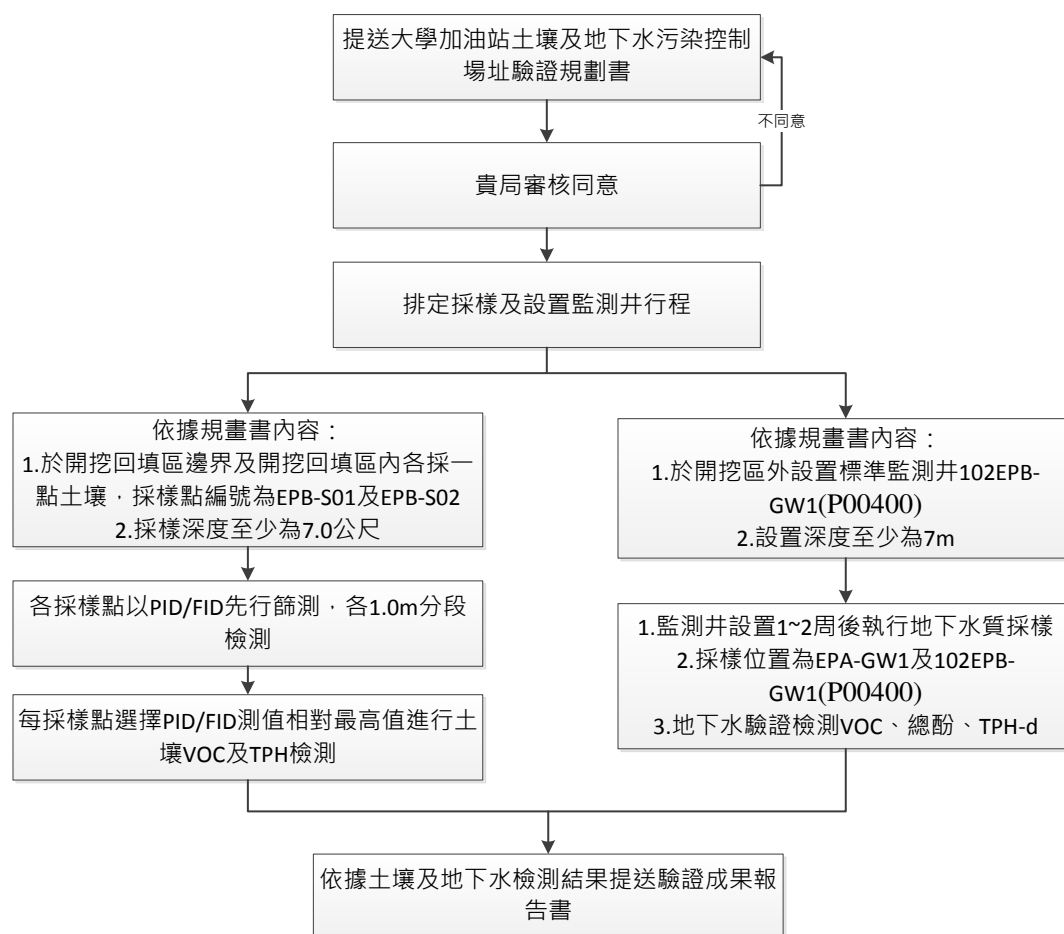 提送大學加油站土壤及地下水污染控制
場址驗證規劃書
不同意
貴局審核同意
排定採樣及設置監測井行程
依據規畫書內容：
1.於開挖回填區邊界及開挖回填區內各採一
點土壤，採樣點編號為EPB-S01及EPB-S02
2.採樣深度至少為7.0公尺
各採樣點以PID/FID先行篩測，各1.0m分段
檢測
每採樣點選擇PID/FID測值相對最高值進行土
壤VOC及TPH檢測
依據規畫書內容：
1.於開挖區外設置標準監測井102EPB-
GW1(P00400)
2.設置深度至少為7m
1.監測井設置1~2周後執行地下水質採樣
2.採樣位置為EPA-GW1及102EPB-
GW1(P00400)
3.地下水驗證檢測VOC、總酚、TPH-d
依據土壤及地下水檢測結果提送驗證成果報
告書